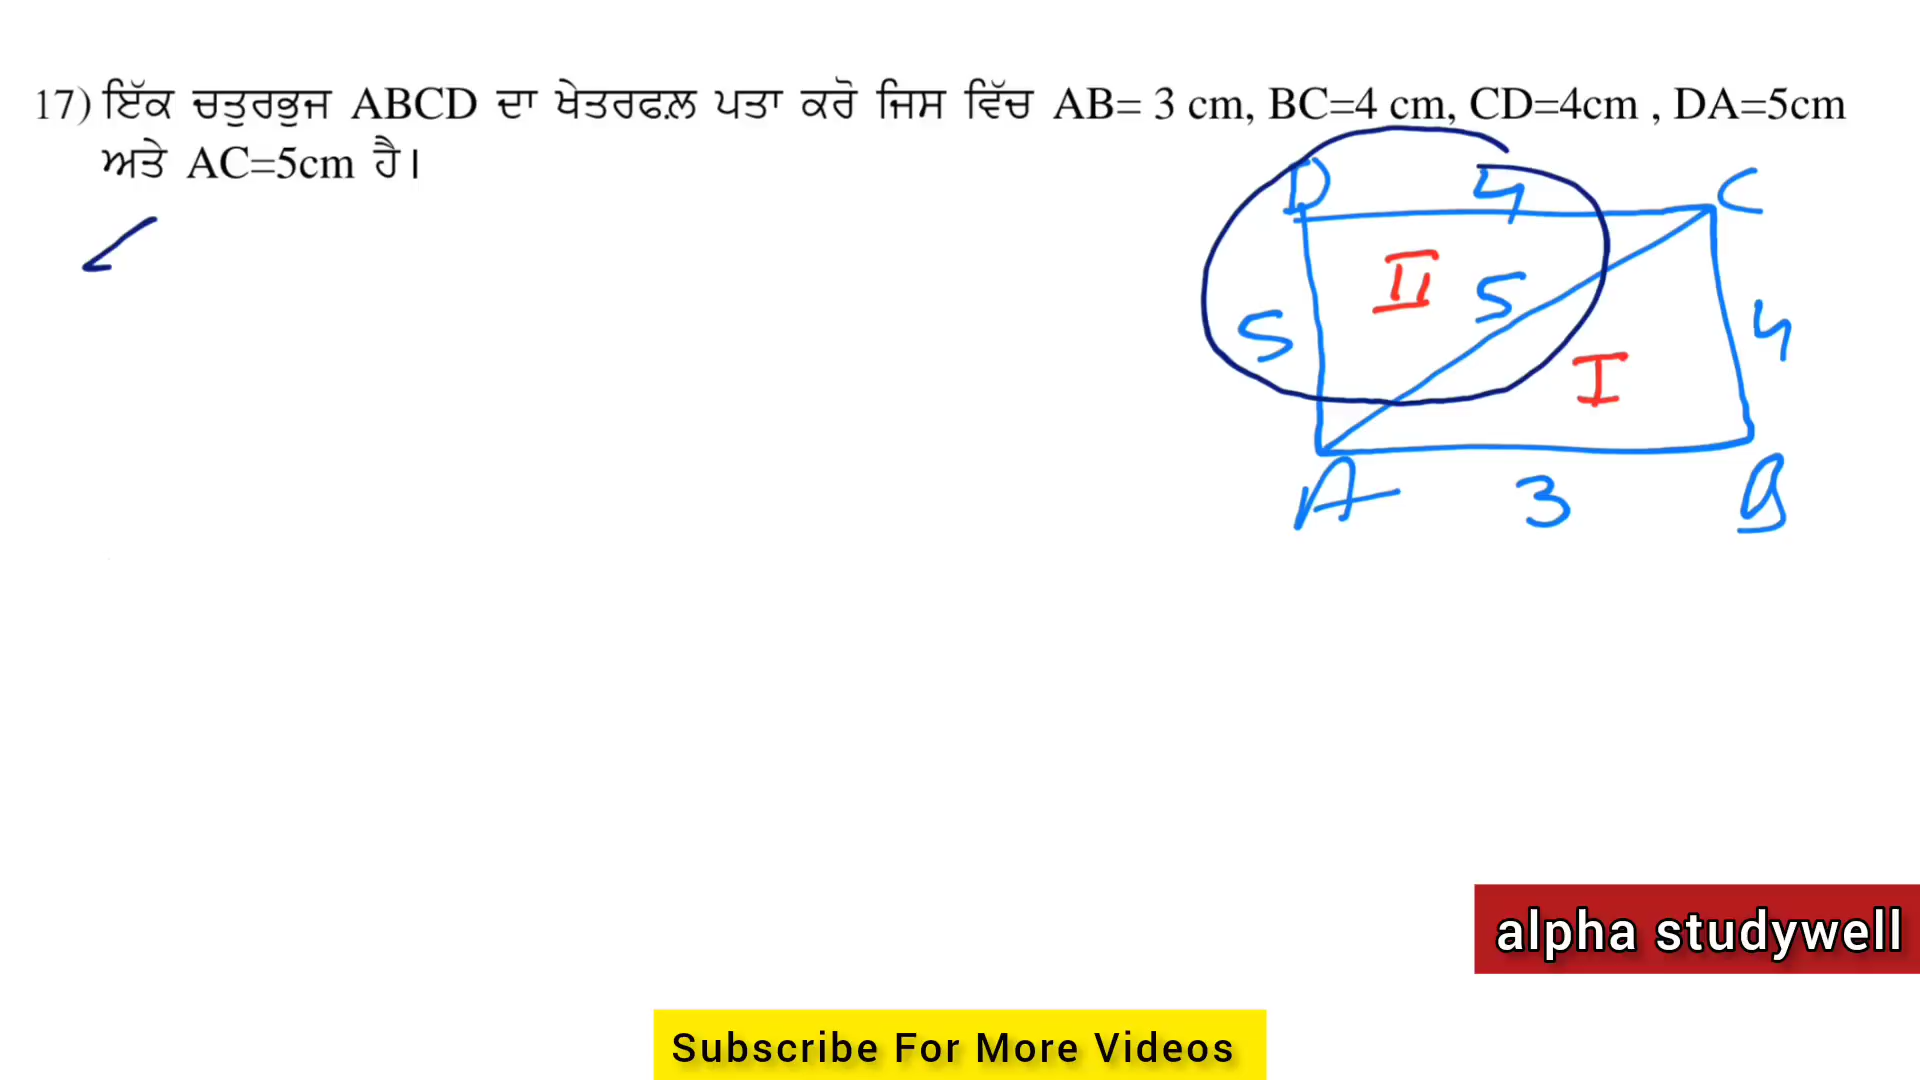 17) ਇੱਕ ਚਤੁਰਭੁਜ ABCD ਦਾ ਖੇਤਰਫਲ਼ ਪਤਾ ਕਰੋ ਜਿਸ ਵਿੱਚ AB= 3 cm, BC=4 cm, CD=4cm , DA=5cm
ਅਤੇ AC=5cm ਹੈ।
D 4 C
II
5 5 4
I
A 3 B
alpha studywell
Subscribe For More Videos